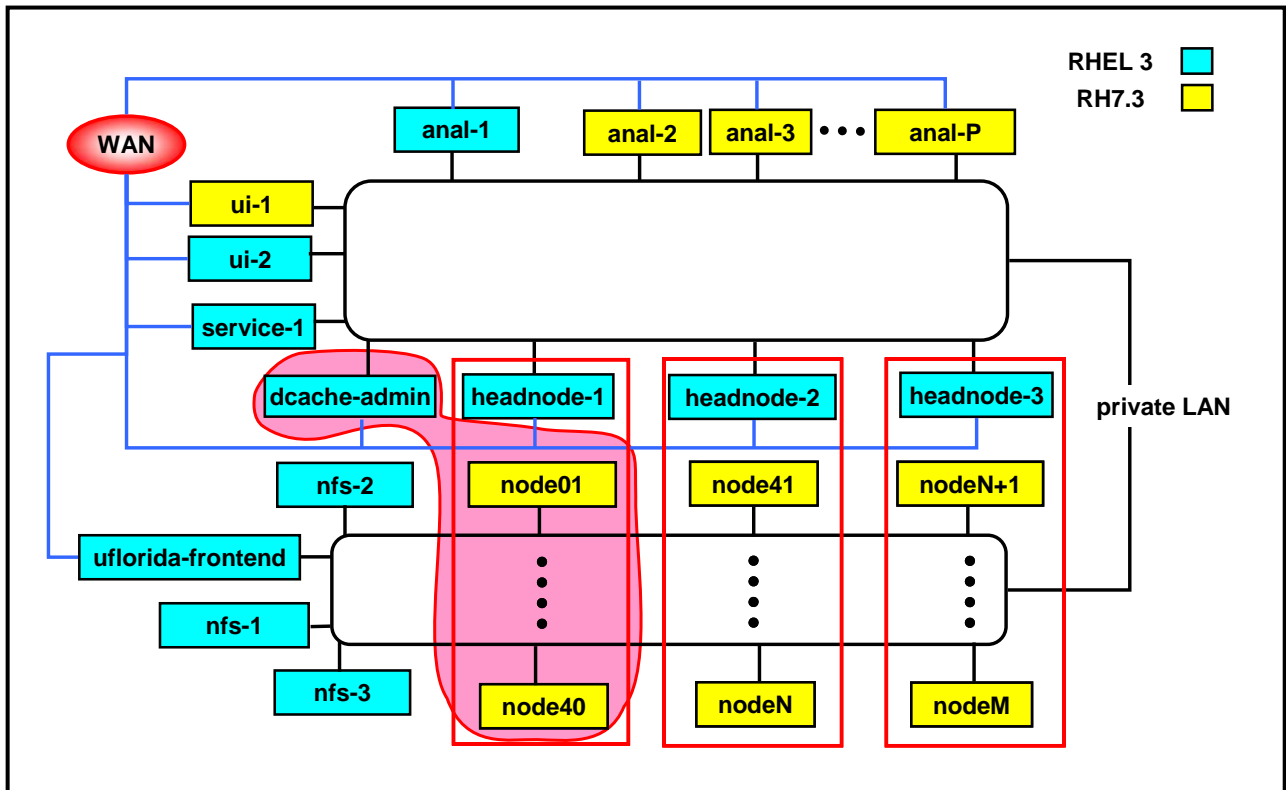 RHEL 3
RH7.3
WAN
anal-1
anal-2
anal-3
anal-P
ui-1
ui-2
service-1
dcache-admin
headnode-1
headnode-2
headnode-3
private LAN
nfs-2
node01
node41
nodeN+1
uflorida-frontend
nfs-1
nfs-3
node40
nodeN
nodeM